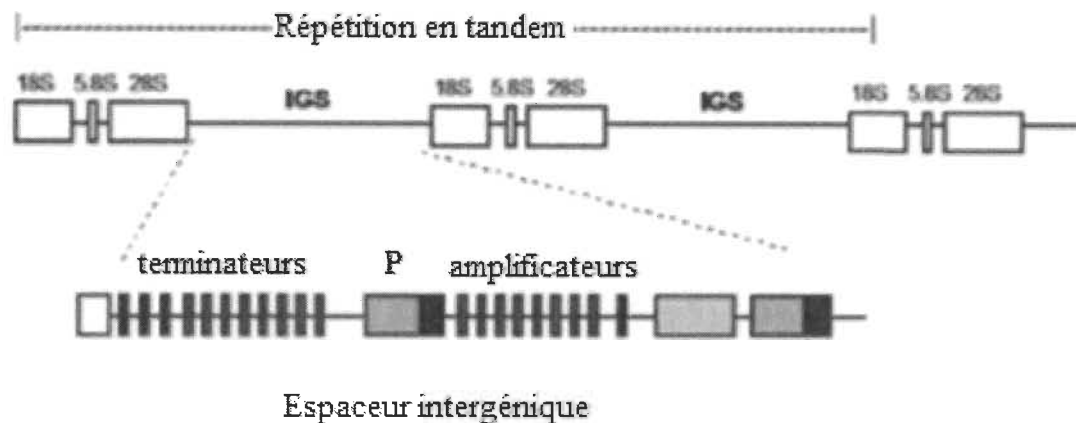 Répétition en tandem
18S 5.8S 28S IGS 18S 5.8S 28S IGS 18S 5.8S 28S
terminateurs P amplificateurs
Espaceur intergénique